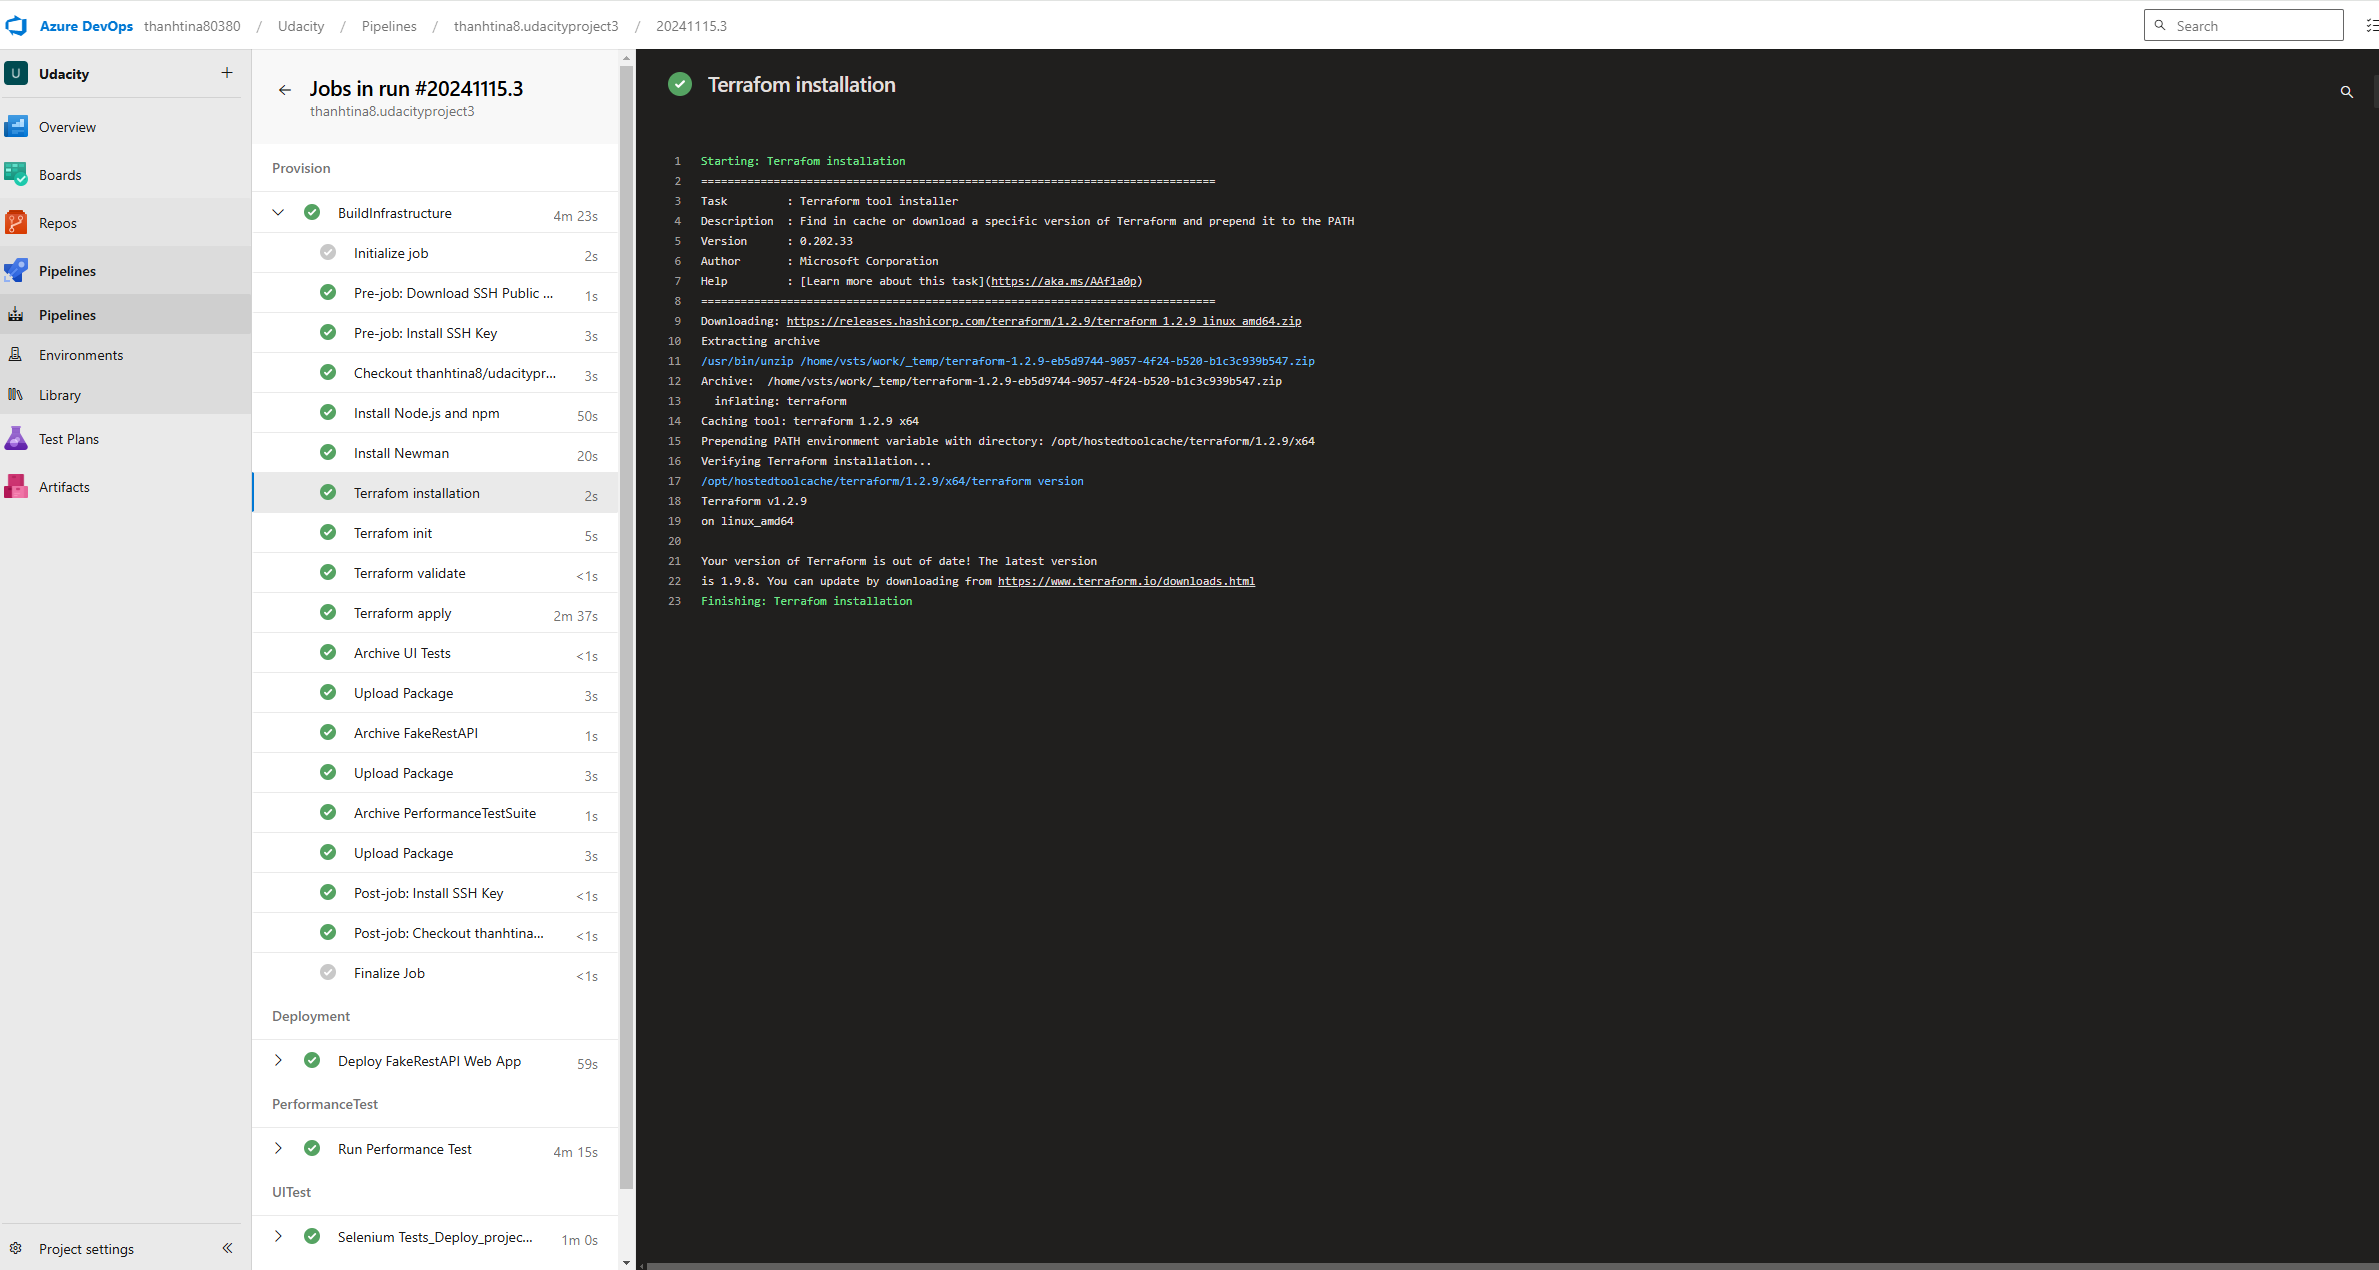 Azure DevOps thanhtina80380 / Udacity / Pipelines / thanhtina8.udacityproject3 / 20241115.3
Search
U Udacity +
Overview
Boards
Repos
Pipelines
Pipelines
Environments
Library
Test Plans
Artifacts
Project settings
Jobs in run #20241115.3
thanhtina8.udacityproject3
Provision
BuildInfrastructure 4m 23s
Initialize job 2s
Pre-job: Download SSH Public ... 1s
Pre-job: Install SSH Key 3s
Checkout thanhtina8/udacitypr... 3s
Install Node.js and npm 50s
Install Newman 20s
Terrafom installation 2s
Terrafom init 5s
Terraform validate <1s
Terraform apply 2m 37s
Archive UI Tests <1s
Upload Package 3s
Archive FakeRestAPI 1s
Upload Package 3s
Archive PerformanceTestSuite 1s
Upload Package 3s
Post-job: Install SSH Key <1s
Post-job: Checkout thanhtina... <1s
Finalize Job <1s
Deployment
Deploy FakeRestAPI Web App 59s
PerformanceTest
Run Performance Test 4m 15s
UITest
Selenium Tests_Deploy_projec... 1m 0s
Terrafom installation
1 Starting: Terrafom installation
2 ==============================================================================
3 Task         : Terraform tool installer
4 Description  : Find in cache or download a specific version of Terraform and prepend it to the PATH
5 Version      : 0.202.33
6 Author       : Microsoft Corporation
7 Help         : [Learn more about this task](https://aka.ms/AAf1a0p)
8 ==============================================================================
9 Downloading: https://releases.hashicorp.com/terraform/1.2.9/terraform_1.2.9_linux_amd64.zip
10 Extracting archive
11 /usr/bin/unzip /home/vsts/work/_temp/terraform-1.2.9-eb5d9744-9057-4f24-b520-b1c3c939b547.zip
12 Archive:  /home/vsts/work/_temp/terraform-1.2.9-eb5d9744-9057-4f24-b520-b1c3c939b547.zip
13   inflating: terraform
14 Caching tool: terraform 1.2.9 x64
15 Prepending PATH environment variable with directory: /opt/hostedtoolcache/terraform/1.2.9/x64
16 Verifying Terraform installation...
17 /opt/hostedtoolcache/terraform/1.2.9/x64/terraform version
18 Terraform v1.2.9
19 on linux_amd64
20
21 Your version of Terraform is out of date! The latest version
22 is 1.9.8. You can update by downloading from https://www.terraform.io/downloads.html
23 Finishing: Terrafom installation